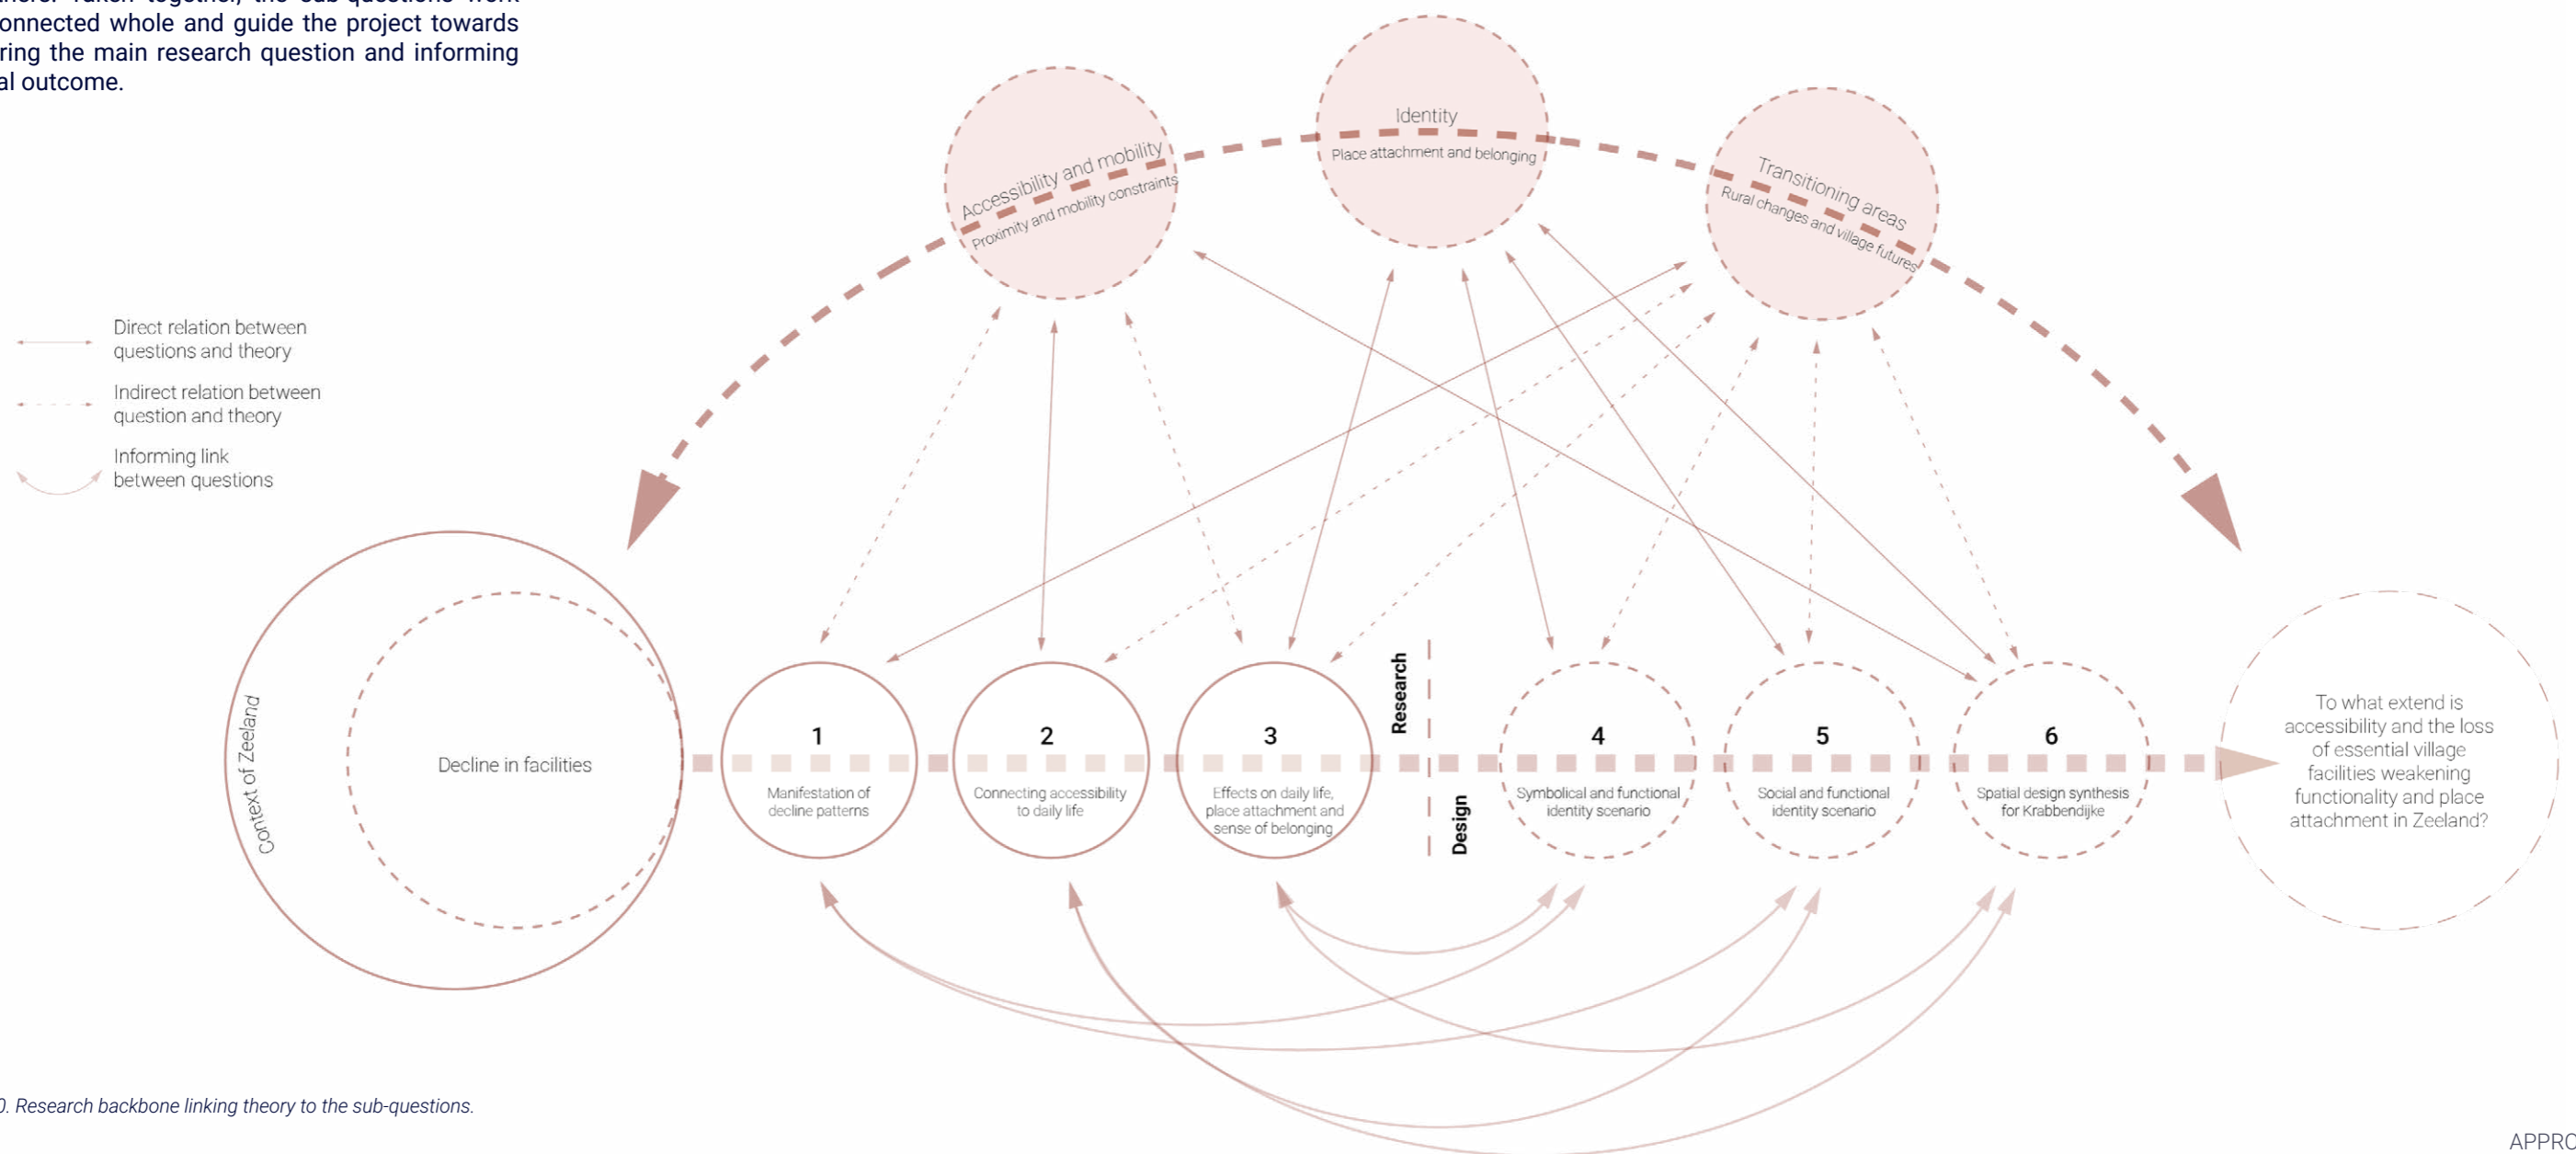 connected whole and guide the project towards
ring the main research question and informing
al outcome.
Identity
Place attachment and belonging
Accessibility and mobility
Proximity and mobility constraints
Transitioning areas
Rural changes and village futures
Direct relation between
questions and theory
Indirect relation between
question and theory
Informing link
between questions
Context of Zeeland
Decline in facilities
1
Manifestation of
decline patterns
2
Connecting accessibility
to daily life
3
Effects on daily life,
place attachment and
sense of belonging
Research
Design
4
Symbolical and functional
identity scenario
5
Social and functional
identity scenario
6
Spatial design synthesis
for Krabbendijke
To what extend is
accessibility and the loss
of essential village
facilities weakening
functionality and place
attachment in Zeeland?
0. Research backbone linking theory to the sub-questions.
APPRO